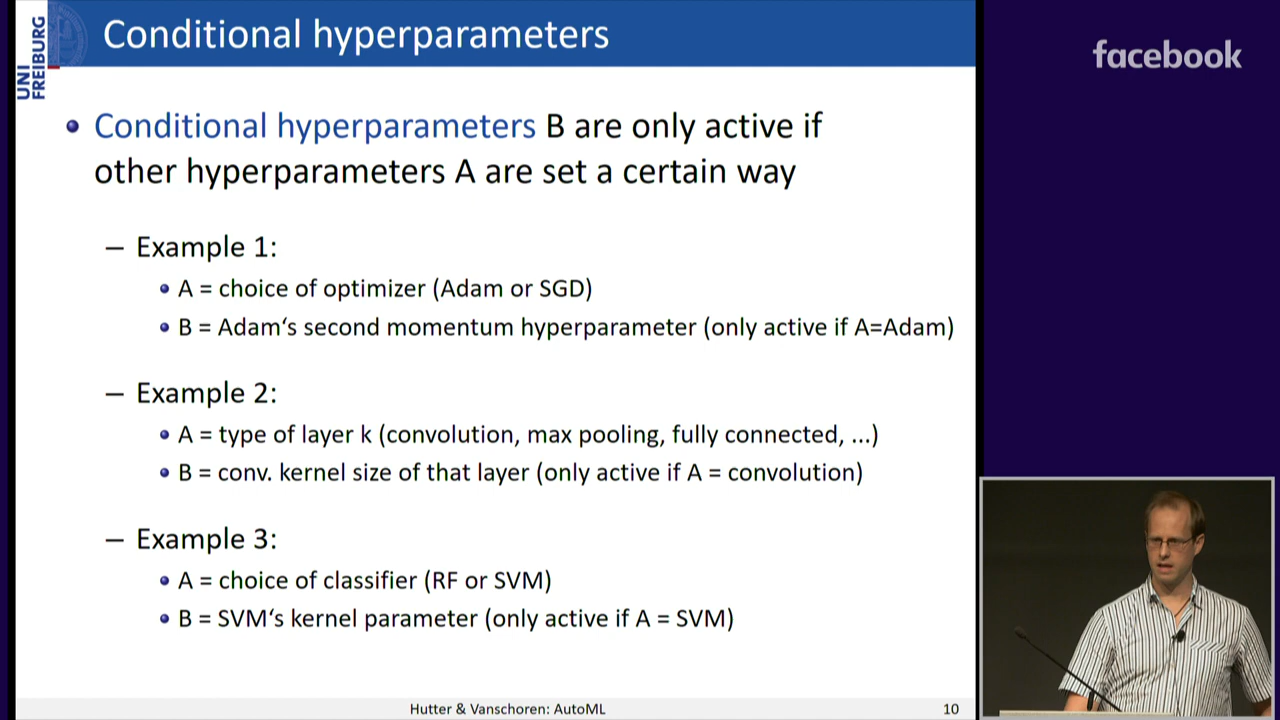 UNI
FREIBURG
Conditional hyperparameters
facebook
• Conditional hyperparameters B are only active if
other hyperparameters A are set a certain way
– Example 1:
• A = choice of optimizer (Adam or SGD)
• B = Adam‘s second momentum hyperparameter (only active if A=Adam)
– Example 2:
• A = type of layer k (convolution, max pooling, fully connected, ...)
• B = conv. kernel size of that layer (only active if A = convolution)
– Example 3:
• A = choice of classifier (RF or SVM)
• B = SVM‘s kernel parameter (only active if A = SVM)
Hutter & Vanschoren: AutoML
10